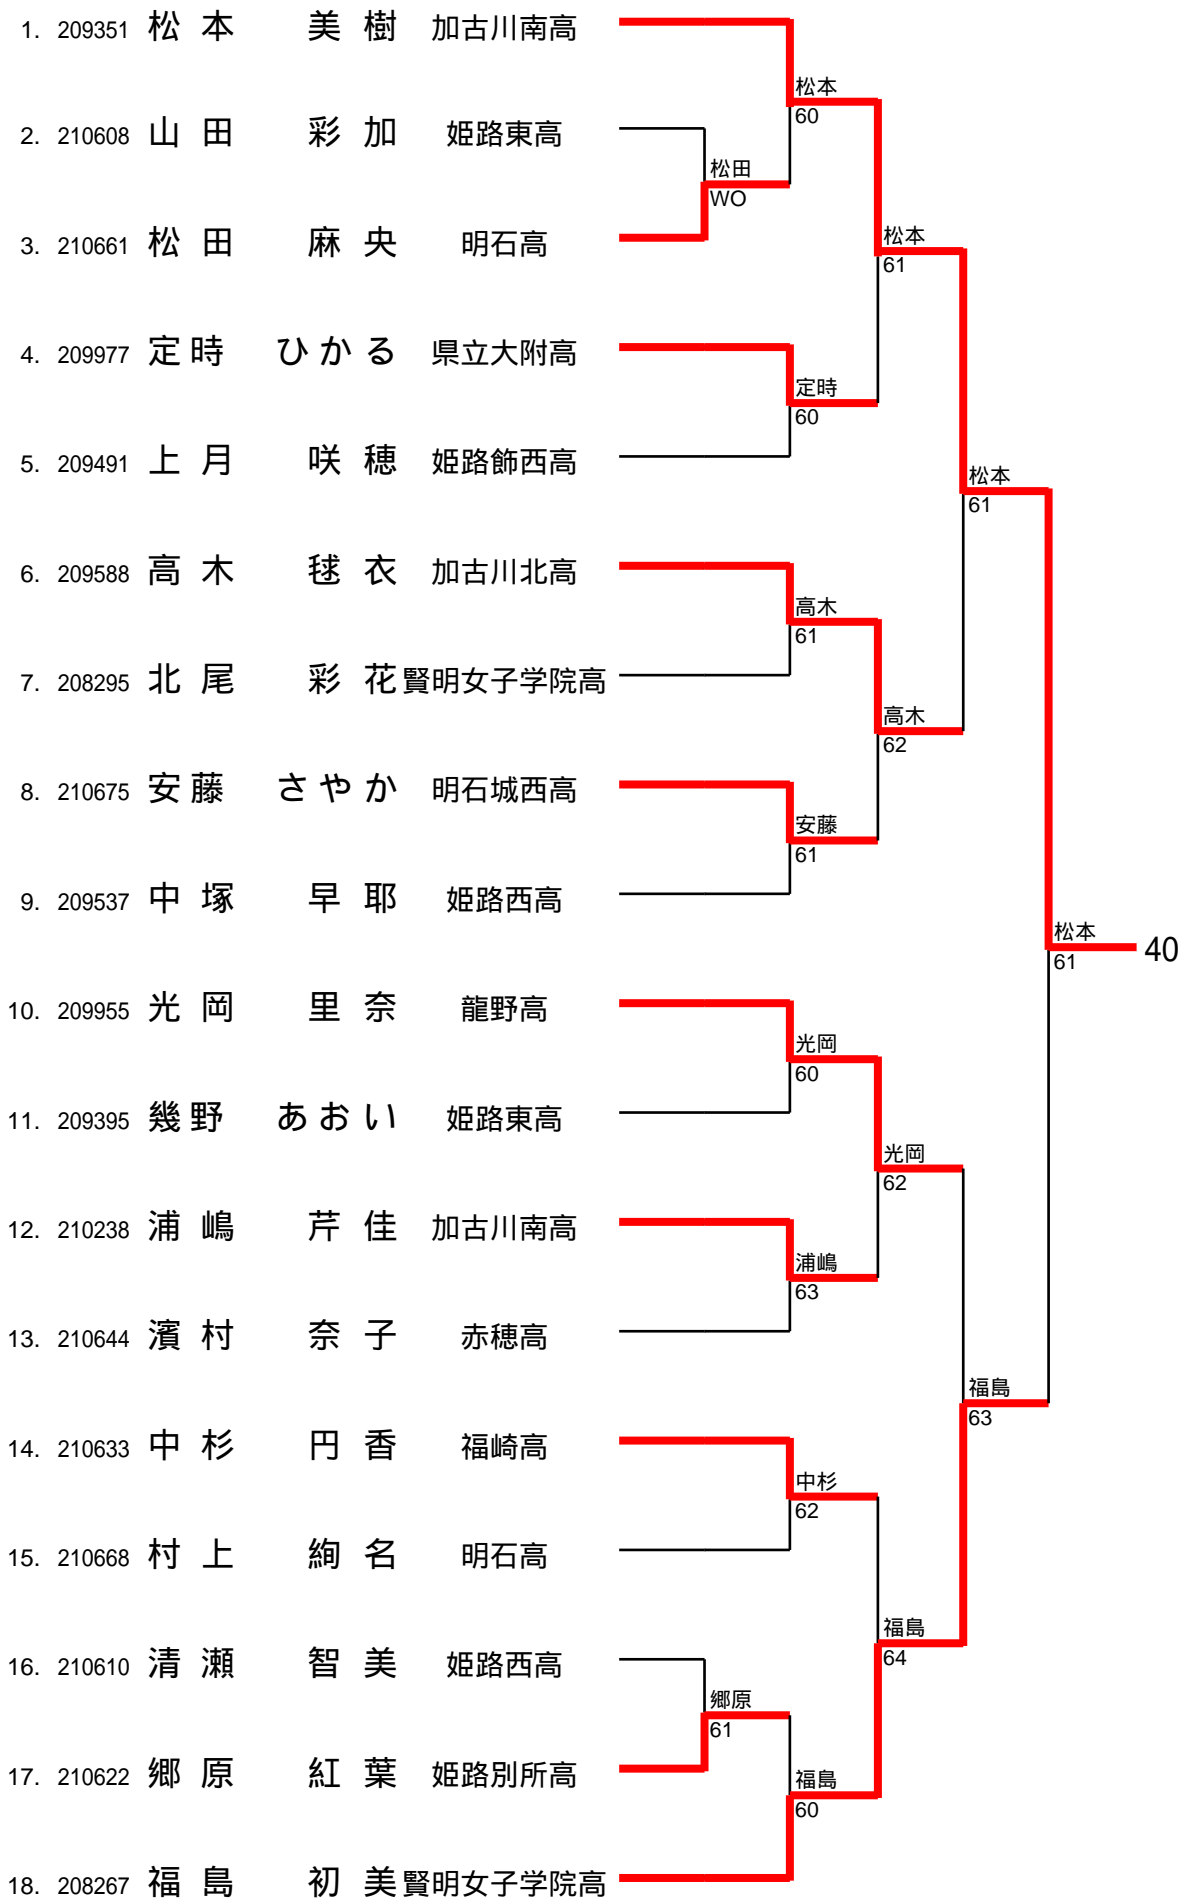 1. 209351 松本 美樹 加古川南高
松本
60
2. 210608 山田 彩加 姫路東高
松田
WO
3. 210661 松田 麻央 明石高
松本
61
4. 209977 定時 ひかる 県立大附高
定時
60
5. 209491 上月 咲穂 姫路飾西高
松本
61
6. 209588 高木 毬衣 加古川北高
高木
61
7. 208295 北尾 彩花 賢明女子学院高
高木
62
8. 210675 安藤 さやか 明石城西高
安藤
61
9. 209537 中塚 早耶 姫路西高
松本
61
40
10. 209955 光岡 里奈 龍野高
光岡
60
11. 209395 幾野 あおい 姫路東高
光岡
62
12. 210238 浦嶋 芹佳 加古川南高
浦嶋
63
13. 210644 濱村 奈子 赤穂高
福島
63
14. 210633 中杉 円香 福崎高
中杉
62
15. 210668 村上 絢名 明石高
福島
64
16. 210610 清瀬 智美 姫路西高
郷原
61
17. 210622 郷原 紅葉 姫路別所高
福島
60
18. 208267 福島 初美 賢明女子学院高